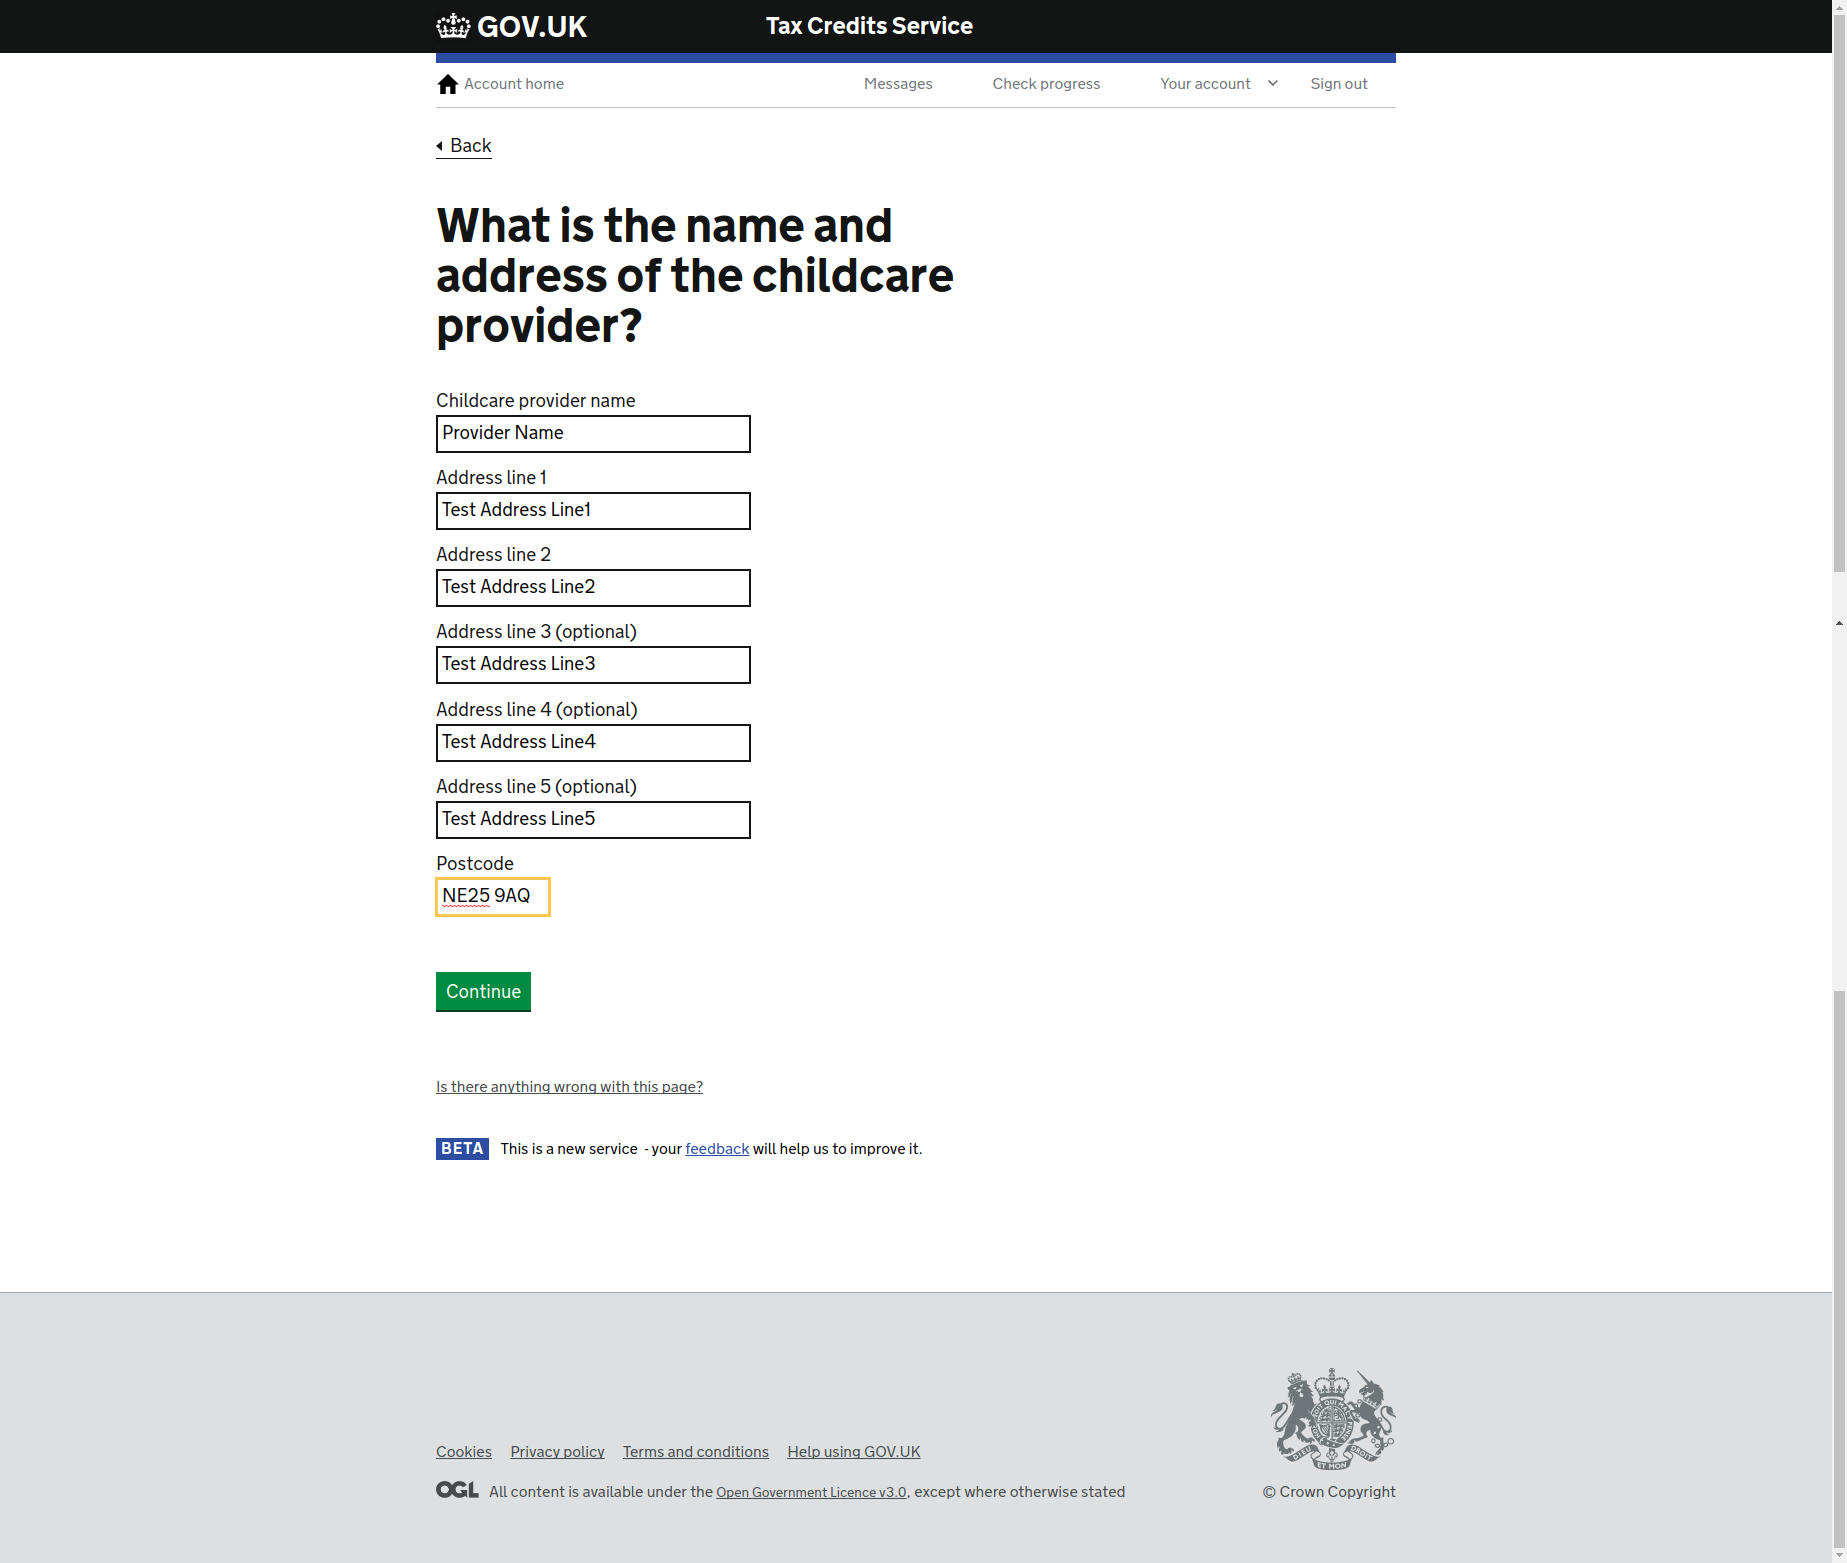 GOV.UK Tax Credits Service
Account home Messages Check progress Your account Sign out
Back
What is the name and
address of the childcare
provider?
Childcare provider name
Provider Name
Address line 1
Test Address Line1
Address line 2
Test Address Line2
Address line 3 (optional)
Test Address Line3
Address line 4 (optional)
Test Address Line4
Address line 5 (optional)
Test Address Line5
Postcode
NE25 9AQ
Continue
Is there anything wrong with this page?
BETA This is a new service - your feedback will help us to improve it.
Cookies Privacy policy Terms and conditions Help using GOV.UK
OGL All content is available under the Open Government Licence v3.0, except where otherwise stated
© Crown Copyright